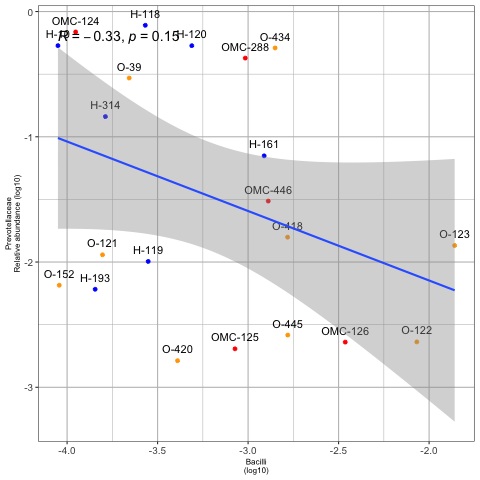 0
-1
-2
-3
-4.0
-3.5
-3.0
-2.5
-2.0
Prevotellaceae
Relative abundance (log10)
Bacilli
(log10)
R = −0.33, p = 0.15
H-118
OMC-124
H-120
O-434
OMC-288
O-39
H-314
H-161
OMC-446
O-418
O-123
O-121
H-119
O-152
H-193
O-445
OMC-126
O-122
OMC-125
O-420